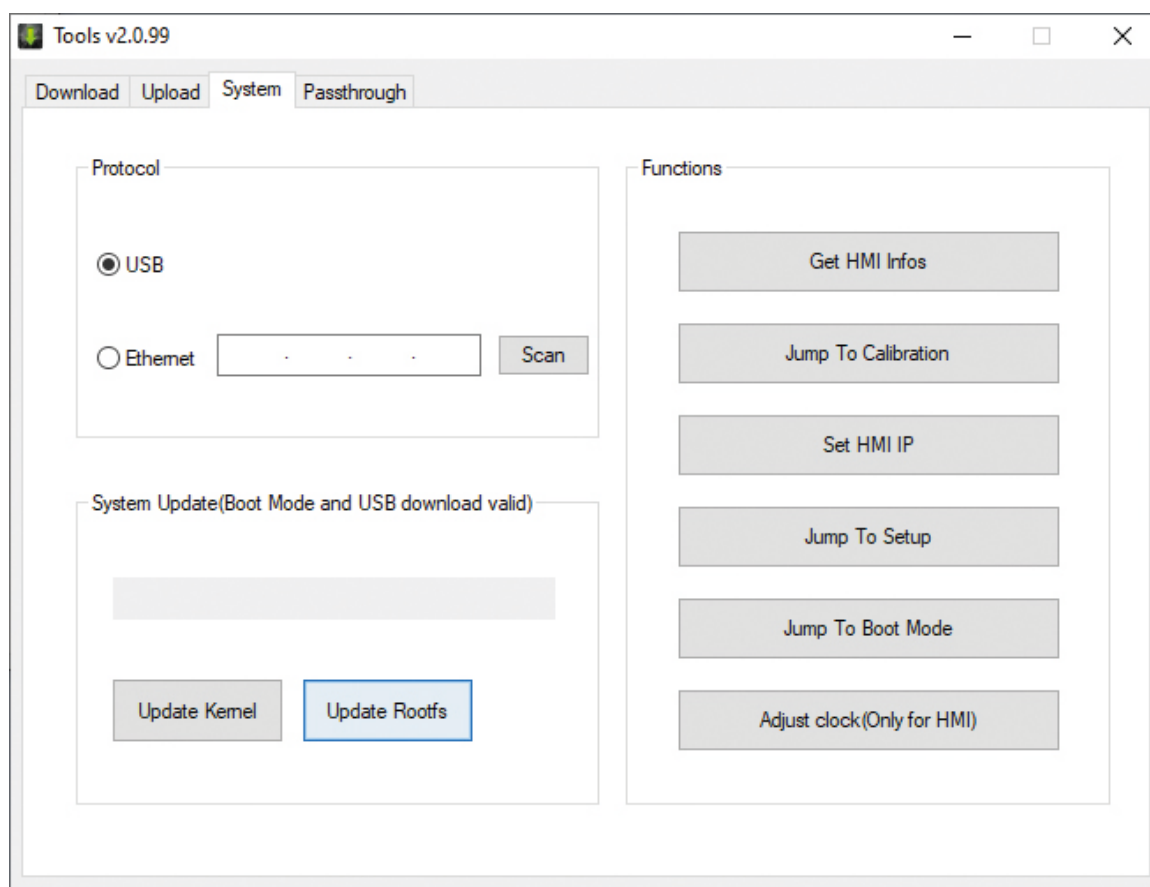 Tools v2.0.99
Download Upload System Passthrough
Protocol
USB
Ethernet . . . Scan
System Update(Boot Mode and USB download valid)
Update Kernel Update Rootfs
Functions
Get HMI Infos
Jump To Calibration
Set HMI IP
Jump To Setup
Jump To Boot Mode
Adjust clock(Only for HMI)